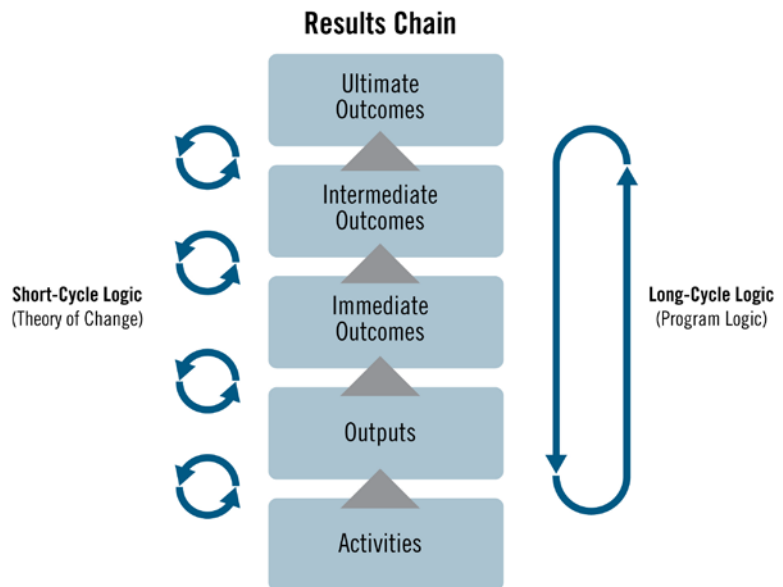 Results Chain
Ultimate
Outcomes
Intermediate
Outcomes
Short-Cycle Logic
(Theory of Change)
Immediate
Outcomes
Long-Cycle Logic
(Program Logic)
Outputs
Activities